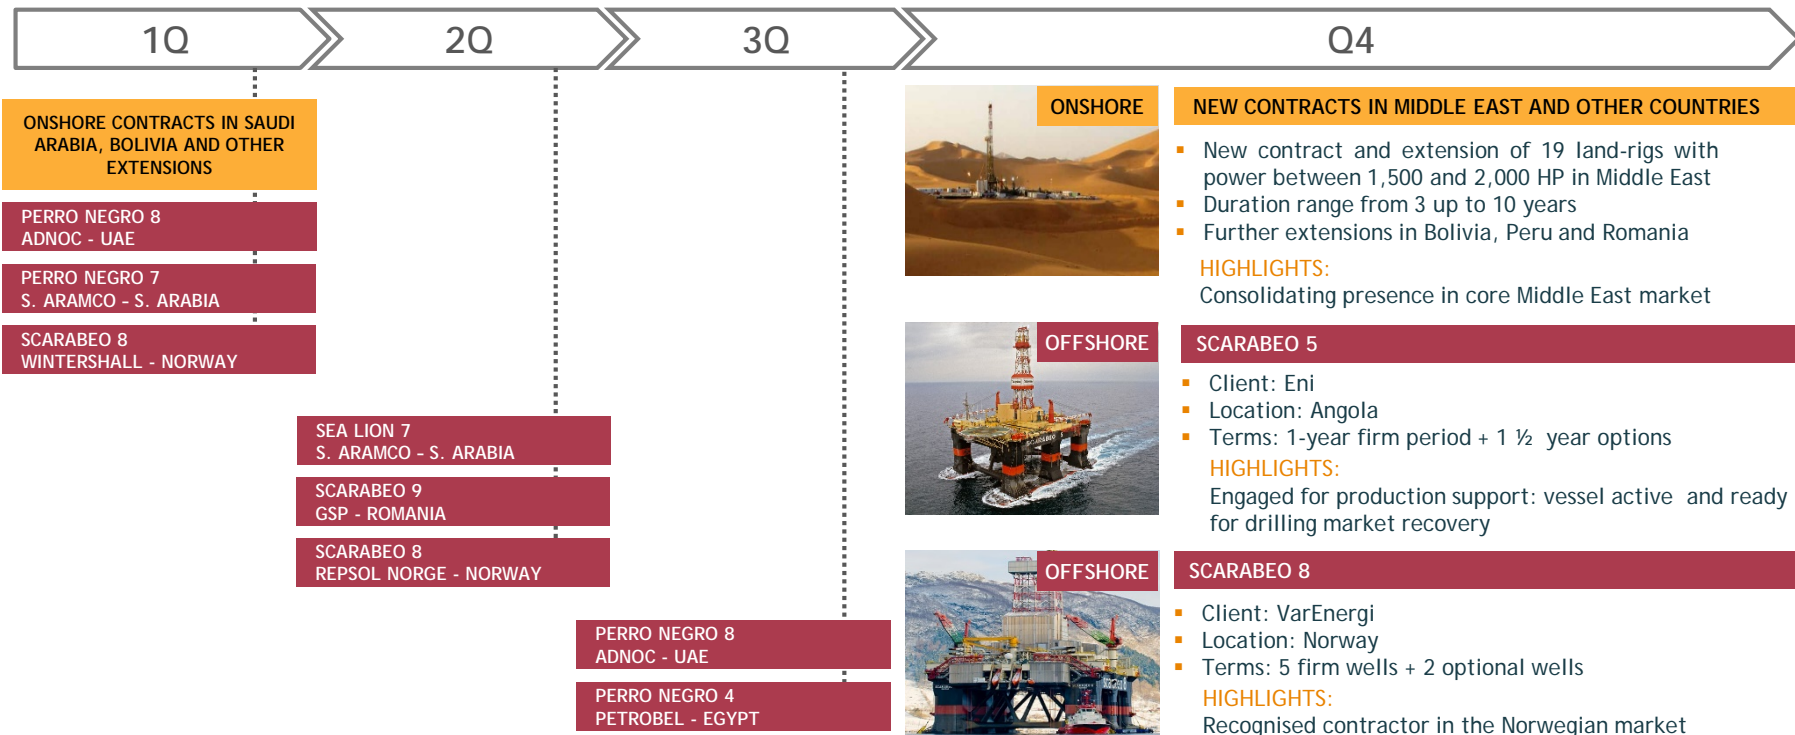 1Q
2Q
3Q
Q4
ONSHORE CONTRACTS IN SAUDI
ARABIA, BOLIVIA AND OTHER
EXTENSIONS
PERRO NEGRO 8
ADNOC - UAE
PERRO NEGRO 7
S. ARAMCO – S. ARABIA
SCARABEO 8
WINTERSHALL - NORWAY
SEA LION 7
S. ARAMCO – S. ARABIA
SCARABEO 9
GSP - ROMANIA
SCARABEO 8
REPSOL NORGE - NORWAY
PERRO NEGRO 8
ADNOC - UAE
PERRO NEGRO 4
PETROBEL - EGYPT
ONSHORE
NEW CONTRACTS IN MIDDLE EAST AND OTHER COUNTRIES
▪ New contract and extension of 19 land-rigs with
power between 1,500 and 2,000 HP in Middle East
▪ Duration range from 3 up to 10 years
▪ Further extensions in Bolivia, Peru and Romania
HIGHLIGHTS:
Consolidating presence in core Middle East market
OFFSHORE
SCARABEO 5
SCARABEO 5
▪ Client: Eni
▪ Location: Angola
▪ Terms: 1-year firm period + 1 ½ year options
HIGHLIGHTS:
Engaged for production support: vessel active and ready
for drilling market recovery
OFFSHORE
SCARABEO 8
▪ Client: VarEnergi
▪ Location: Norway
▪ Terms: 5 firm wells + 2 optional wells
HIGHLIGHTS:
Recognised contractor in the Norwegian market